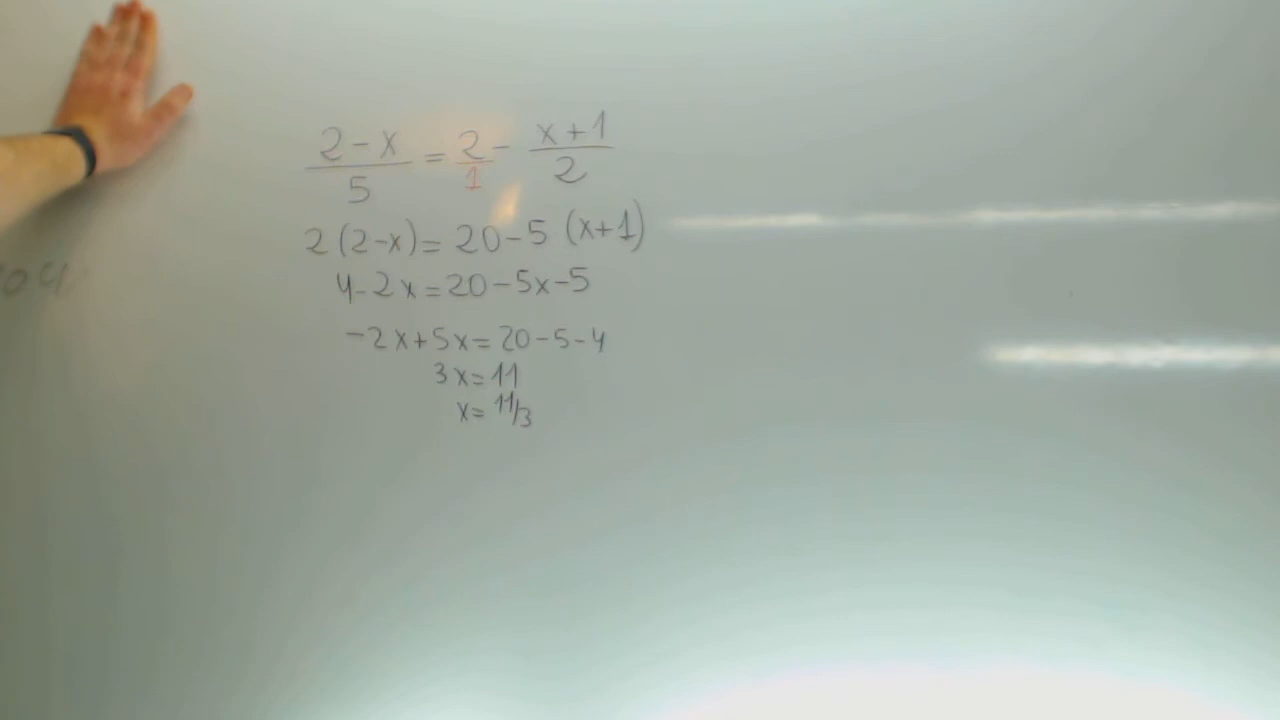 2-x/5 = 2/1 - x+1/2
2(2-x)= 20-5 (x+1)
4-2x=20-5x-5
-2x+5x=20-5-4
3x=11
x=11/3